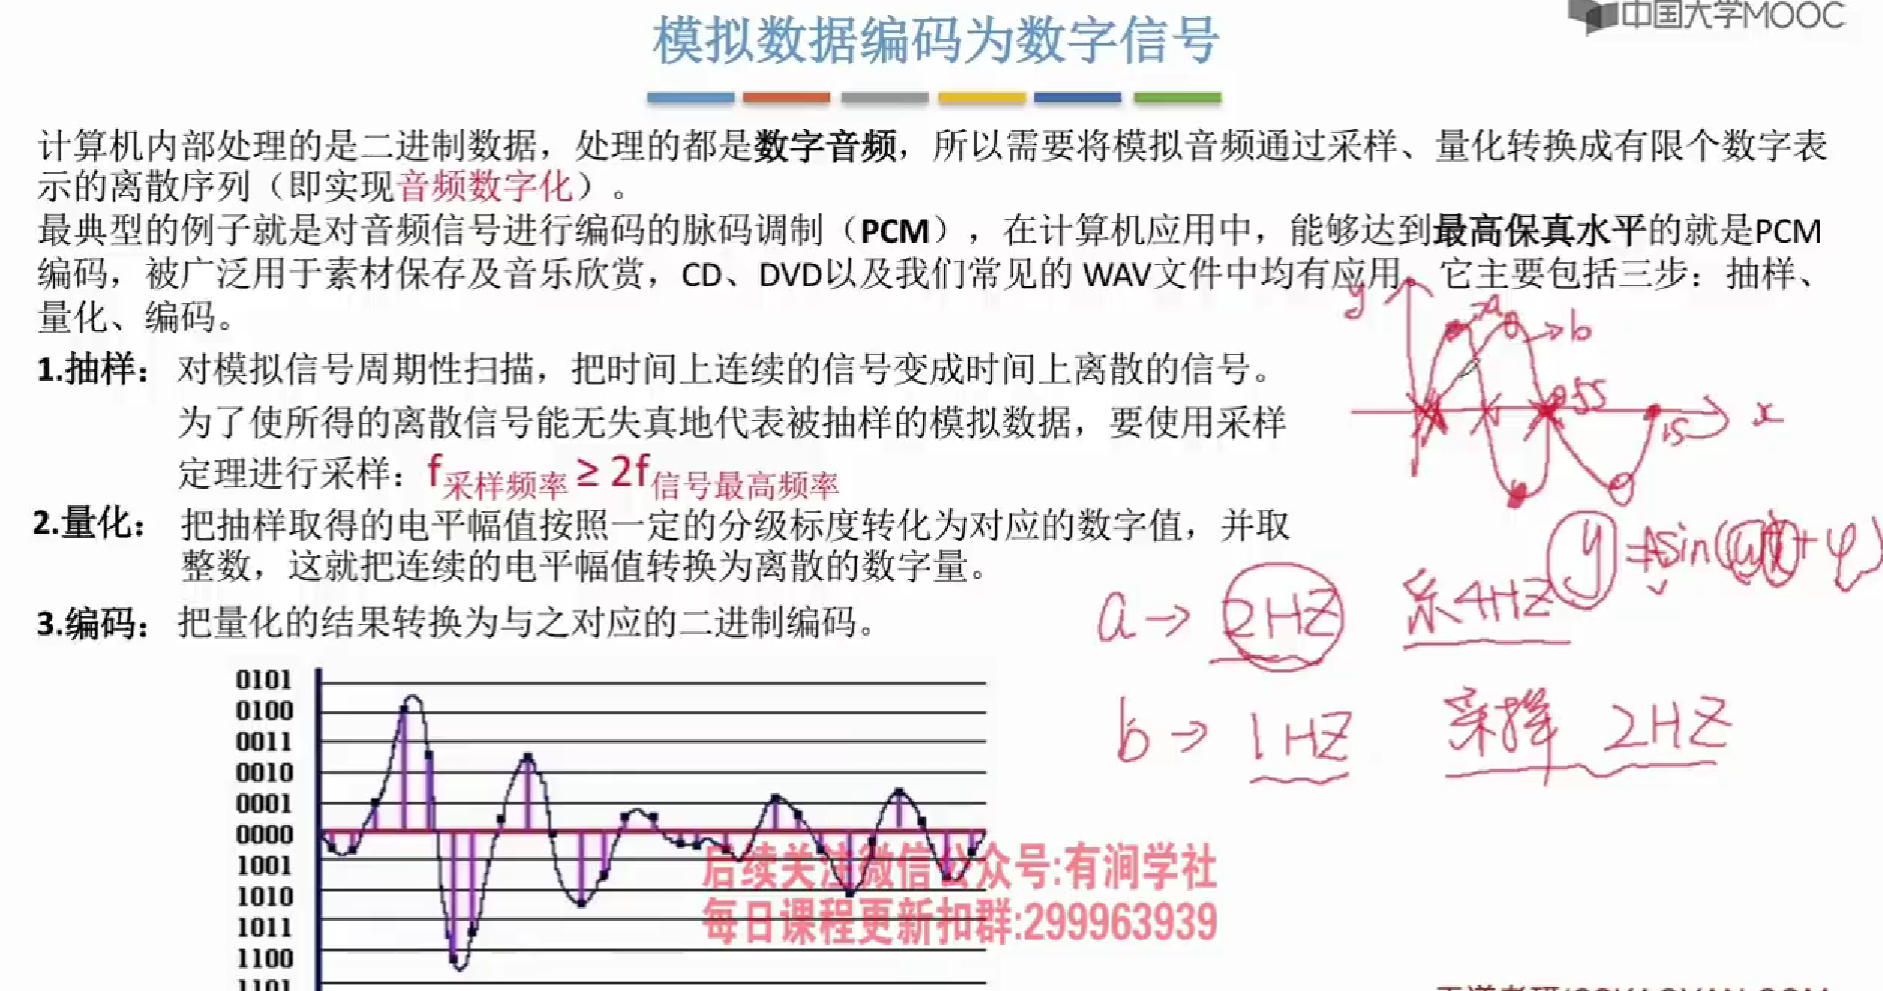 中国大学MOOC
模拟数据编码为数字信号
计算机内部处理的是二进制数据，处理的都是数字音频，所以需要将模拟音频通过采样、量化转换成有限个数字表
示的离散序列（即实现音频数字化）。
最典型的例子就是对音频信号进行编码的脉码调制（PCM），在计算机应用中，能够达到最高保真水平的就是PCM
编码，被广泛用于素材保存及音乐欣赏，CD、DVD以及我们常见的 WAV文件中均有应用。它主要包括三步：抽样、
量化、编码。
1.抽样：对模拟信号周期性扫描，把时间上连续的信号变成时间上离散的信号。
为了使所得的离散信号能无失真地代表被抽样的模拟数据，要使用采样
定理进行采样：f采样频率 ≥ 2f信号最高频率
2.量化：把抽样取得的电平幅值按照一定的分级标度转化为对应的数字值，并取
整数，这就把连续的电平幅值转换为离散的数字量。
3.编码：把量化的结果转换为与之对应的二进制编码。
y
a
b
x
1s
y=Asin(ωx+φ)
a→ 2HZ 采4HZ
b→ 1HZ 采样 2HZ
0101
0100
0011
0010
0001
0000
1001
1010
1011
1100
1101
后续关注微信公众号:有涧学社
每日课程更新扣群:299963939